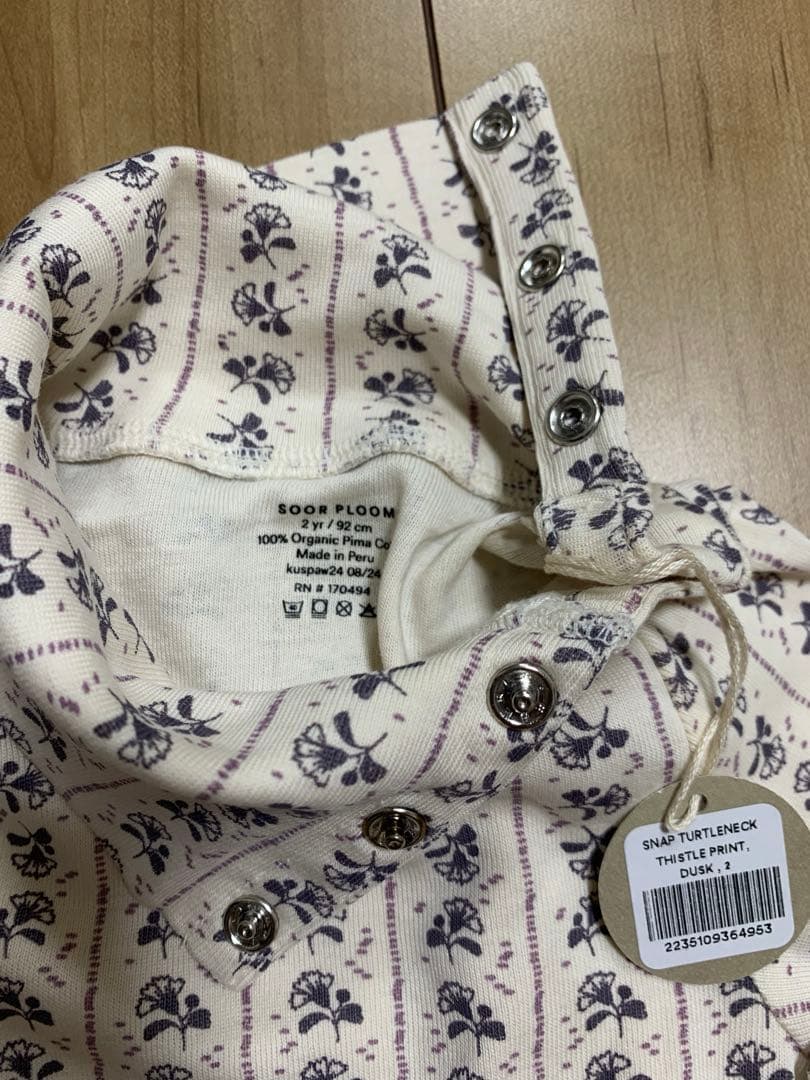 SOOR PLOOM
2 yr / 92 cm
100% Organic Pima Co
Made in Peru
kuspaw24 08/24
RN # 170494
SNAP TURTLENECK
THISTLE PRINT,
DUSK , 2
2235109364953